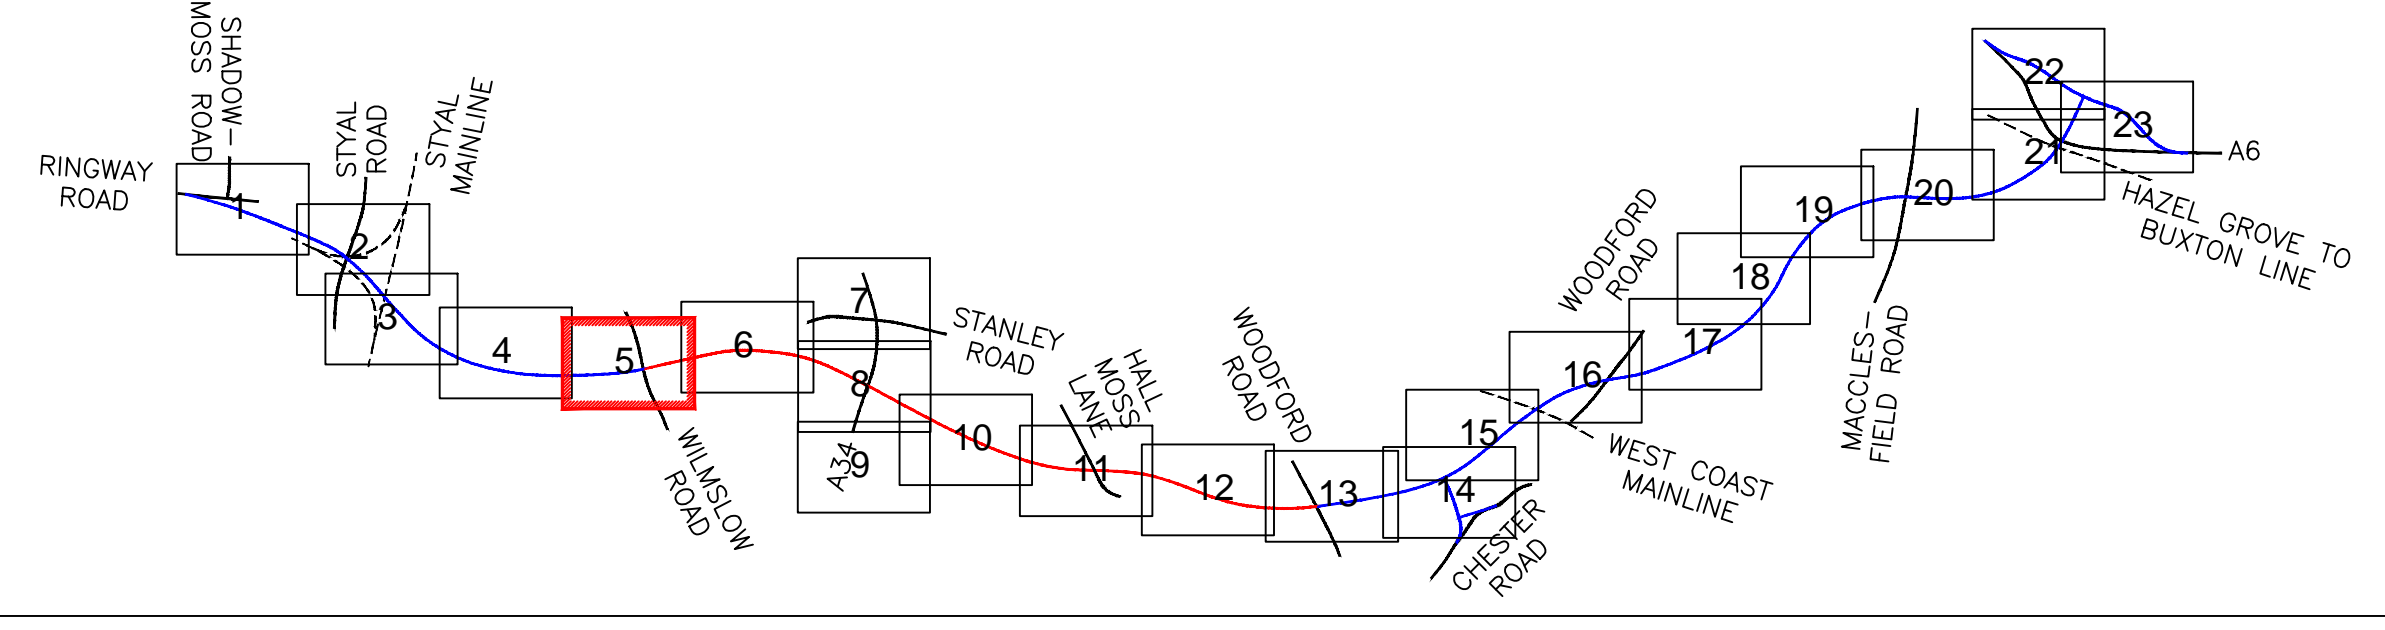 SHADOW-
MOSS ROAD
RINGWAY
ROAD
1
STYAL
ROAD
STYAL
MAINLINE
2
3
4
5
WILMSLOW
ROAD
6
7
STANLEY
ROAD
8
A34
9
10
HALL
MOSS
LANE
11
12
WOODFORD
ROAD
13
14
CHESTER
ROAD
15
WEST COAST
MAINLINE
16
WOODFORD
ROAD
17
18
19
MACCLES-
FIELD ROAD
20
21
22
23
A6
HAZEL GROVE TO
BUXTON LINE